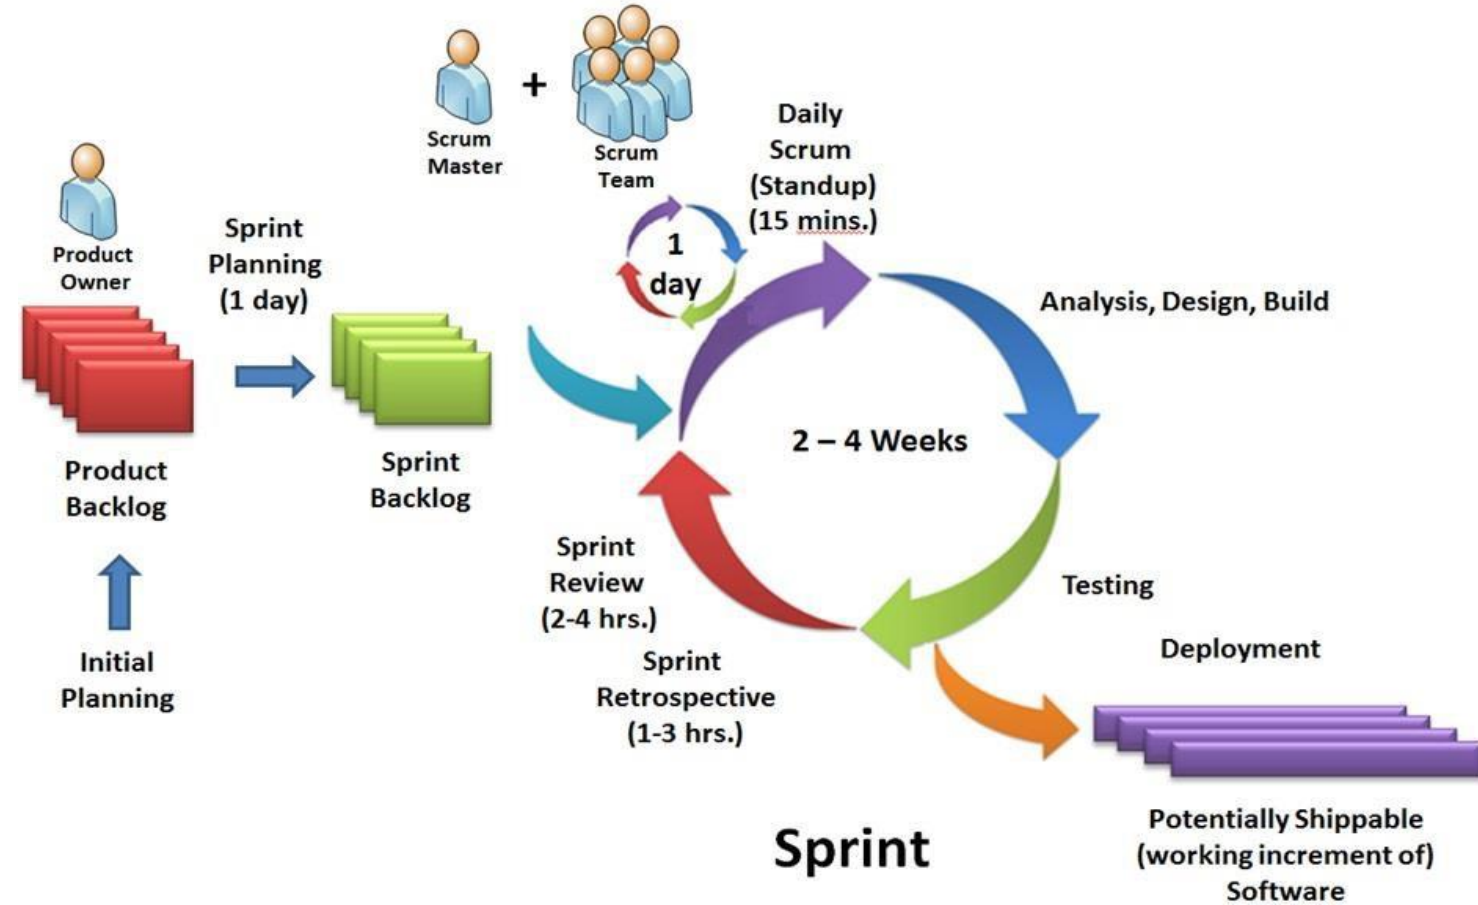 Scrum
Master
+
Scrum
Team
Daily
Scrum
(Standup)
(15 mins.)
Product
Owner
Sprint
Planning
(1 day)
1
day
Analysis, Design, Build
2 – 4 Weeks
Product
Backlog
Sprint
Backlog
Initial
Planning
Sprint
Review
(2-4 hrs.)
Sprint
Retrospective
(1-3 hrs.)
Testing
Deployment
Sprint
Potentially Shippable
(working increment of)
Software